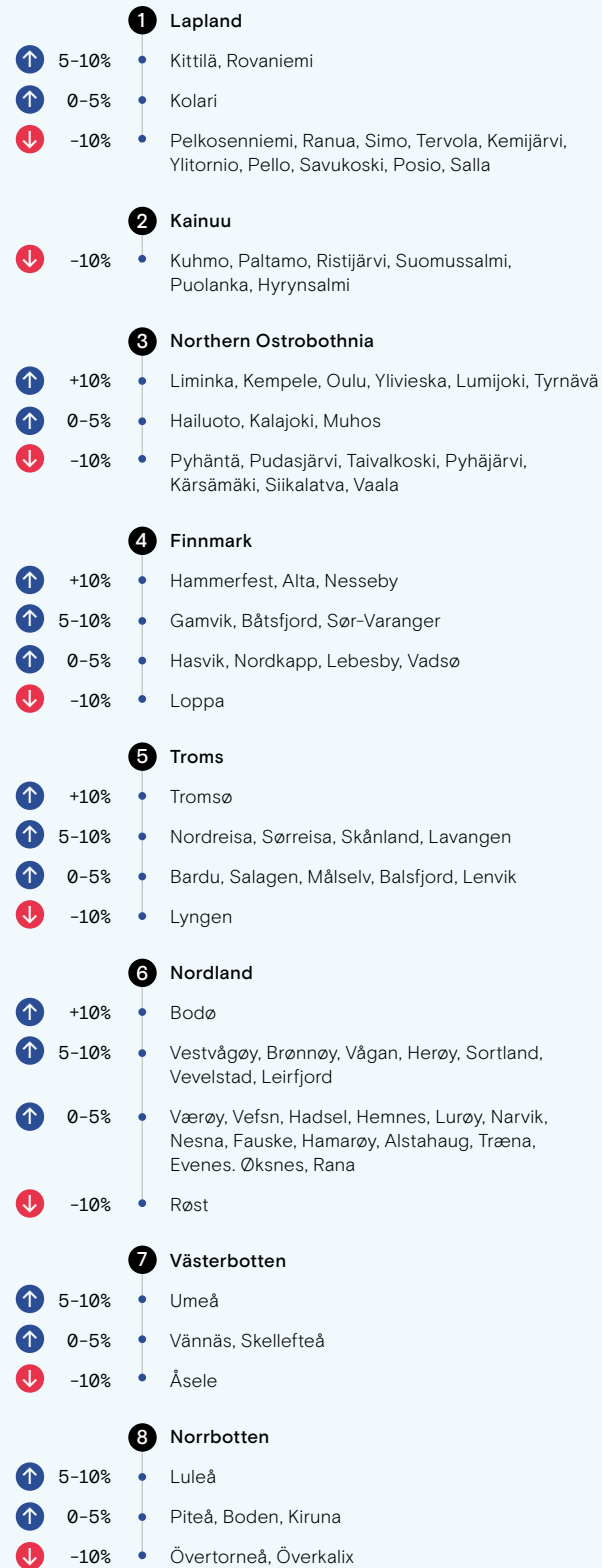 1 Lapland
5-10% Kittilä, Rovaniemi
0-5% Kolari
-10% Pelkosenniemi, Ranua, Simo, Tervola, Kemijärvi,
Ylitornio, Pello, Savukoski, Posio, Salla
2 Kainuu
-10% Kuhmo, Paltamo, Ristijärvi, Suomussalmi,
Puolanka, Hyrynsalmi
3 Northern Ostrobothnia
+10% Liminka, Kempele, Oulu, Ylivieska, Lumijoki, Tyrnävä
0-5% Hailuoto, Kalajoki, Muhos
-10% Pyhäntä, Pudasjärvi, Taivalkoski, Pyhäjärvi,
Kärsämäki, Siikalatva, Vaala
4 Finnmark
+10% Hammerfest, Alta, Nesseby
5-10% Gamvik, Båtsfjord, Sør-Varanger
0-5% Hasvik, Nordkapp, Lebesby, Vadsø
-10% Loppa
5 Troms
+10% Tromsø
5-10% Nordreisa, Sørreisa, Skånland, Lavangen
0-5% Bardu, Salagen, Målselv, Balsfjord, Lenvik
-10% Lyngen
6 Nordland
+10% Bodø
5-10% Vestvågøy, Brønnøy, Vågan, Herøy, Sortland,
Vevelstad, Leirfjord
0-5% Værøy, Vefsn, Hadsel, Hemnes, Lurøy, Narvik,
Nesna, Fauske, Hamarøy, Alstahaug, Træna,
Evenes. Øksnes, Rana
-10% Røst
7 Västerbotten
5-10% Umeå
0-5% Vännäs, Skellefteå
-10% Åsele
8 Norrbotten
5-10% Luleå
0-5% Piteå, Boden, Kiruna
-10% Övertorneå, Överkalix